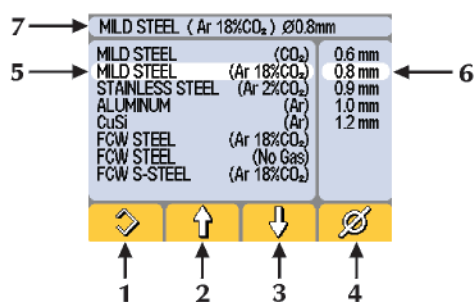 7
MILD STEEL ( Ar 18%CO₂ ) Ø0.8mm
5
6
MILD STEEL (CO₂) 0.6 mm
MILD STEEL (Ar 18%CO₂) 0.8 mm
STAINLESS STEEL (Ar 2%CO₂) 0.9 mm
ALUMINUM (Ar) 1.0 mm
CuSi (Ar) 1.2 mm
FCW STEEL (Ar 18%CO₂)
FCW STEEL (No Gas)
FCW S-STEEL (Ar 18%CO₂)
1 2 3 4